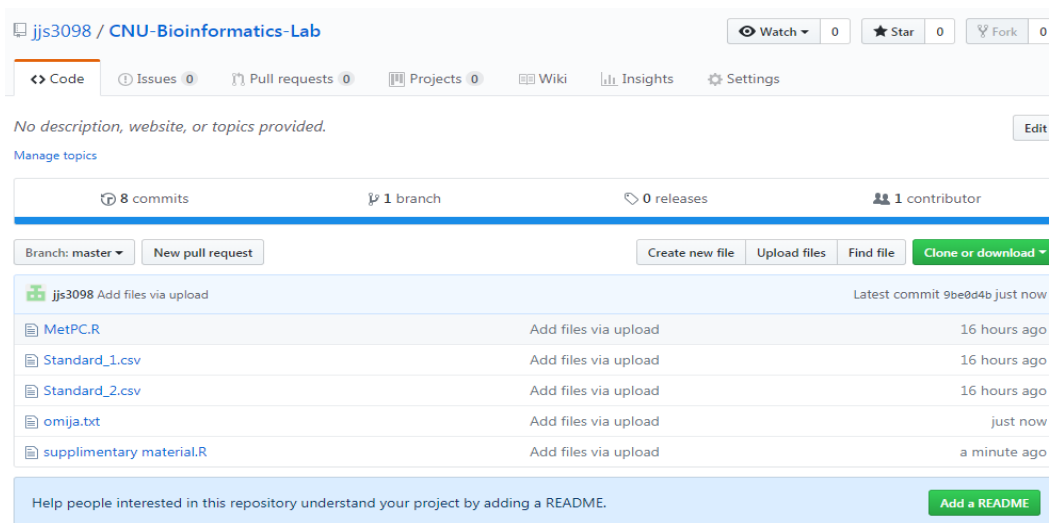 jjs3098 / CNU-Bioinformatics-Lab Watch 0 Star 0 Fork 0
Code Issues 0 Pull requests 0 Projects 0 Wiki Insights Settings
No description, website, or topics provided. Edit
Manage topics
8 commits 1 branch 0 releases 1 contributor
Branch: master New pull request Create new file Upload files Find file Clone or download
jjs3098 Add files via upload Latest commit 9be0d4b just now
MetPC.R Add files via upload 16 hours ago
Standard_1.csv Add files via upload 16 hours ago
Standard_2.csv Add files via upload 16 hours ago
omija.txt Add files via upload just now
supplimentary material.R Add files via upload a minute ago
Help people interested in this repository understand your project by adding a README. Add a README